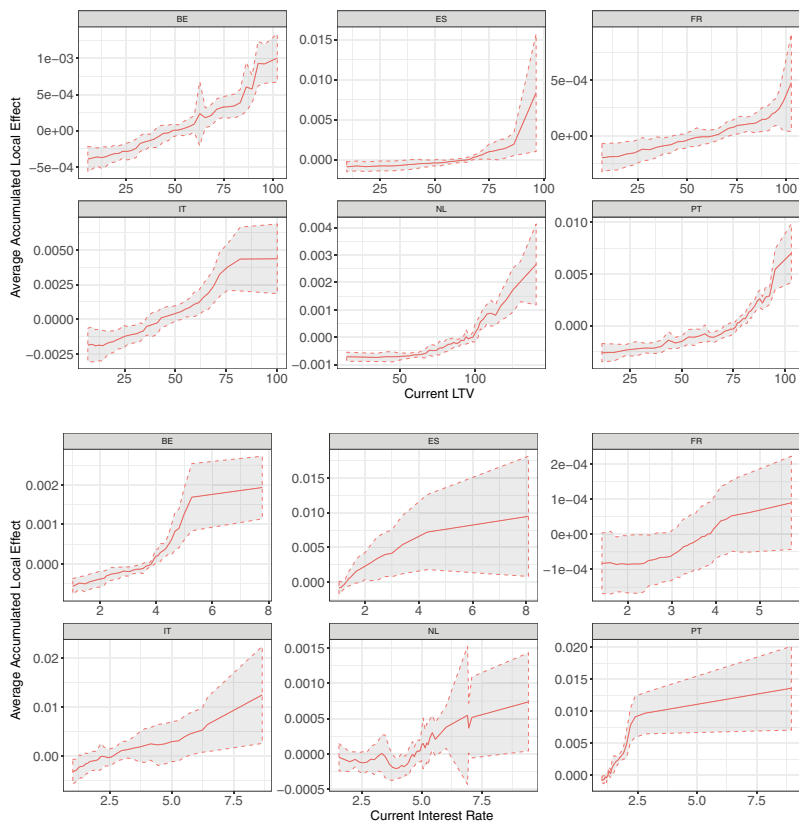 BE ES FR
1e−03 5e−04 0e+00 −5e−04
0.015 0.010 0.005 0.000
5e−04 0e+00
25 50 75 100
25 50 75 100
25 50 75 100
IT NL PT
0.0050 0.0025 0.0000 −0.0025
0.004 0.003 0.002 0.001 0.000 −0.001
0.010 0.005 0.000
25 50 75 100
50 100
25 50 75 100
Average Accumulated Local Effect
Current LTV
BE ES FR
0.002 0.001 0.000
0.015 0.010 0.005 0.000
2e−04 1e−04 0e+00 −1e−04
2 4 6 8
2 4 6 8
2 3 4 5
IT NL PT
0.02 0.01 0.00
0.0015 0.0010 0.0005 0.0000 −0.0005
0.020 0.015 0.010 0.005 0.000
2.5 5.0 7.5
2.5 5.0 7.5
2.5 5.0 7.5
Average Accumulated Local Effect
Current Interest Rate